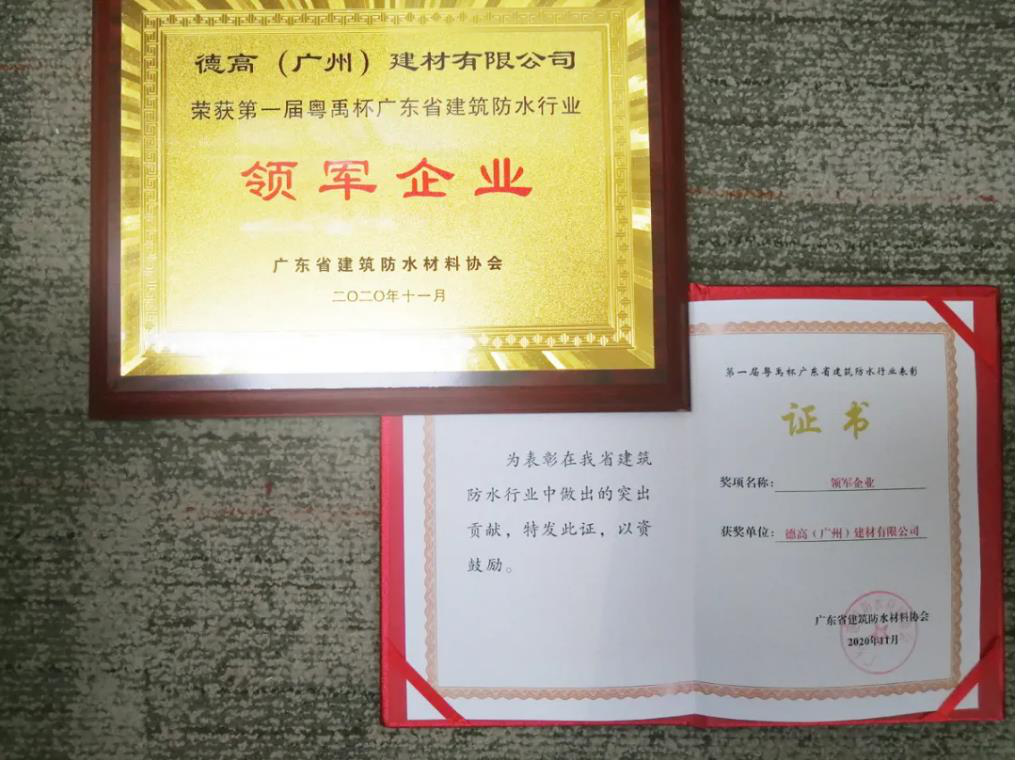 德高（广州）建材有限公司
荣获第一届粤禹杯广东省建筑防水行业
领军企业
广东省建筑防水材料协会
二〇二〇年十一月
为表彰在我省建筑
防水行业中做出的突出
贡献，特发此证，以资
鼓励。
第一届粤禹杯广东省建筑防水行业表彰
证书
奖项名称：领军企业
获奖单位：德高（广州）建材有限公司
广东省建筑防水材料协会
2020年11月